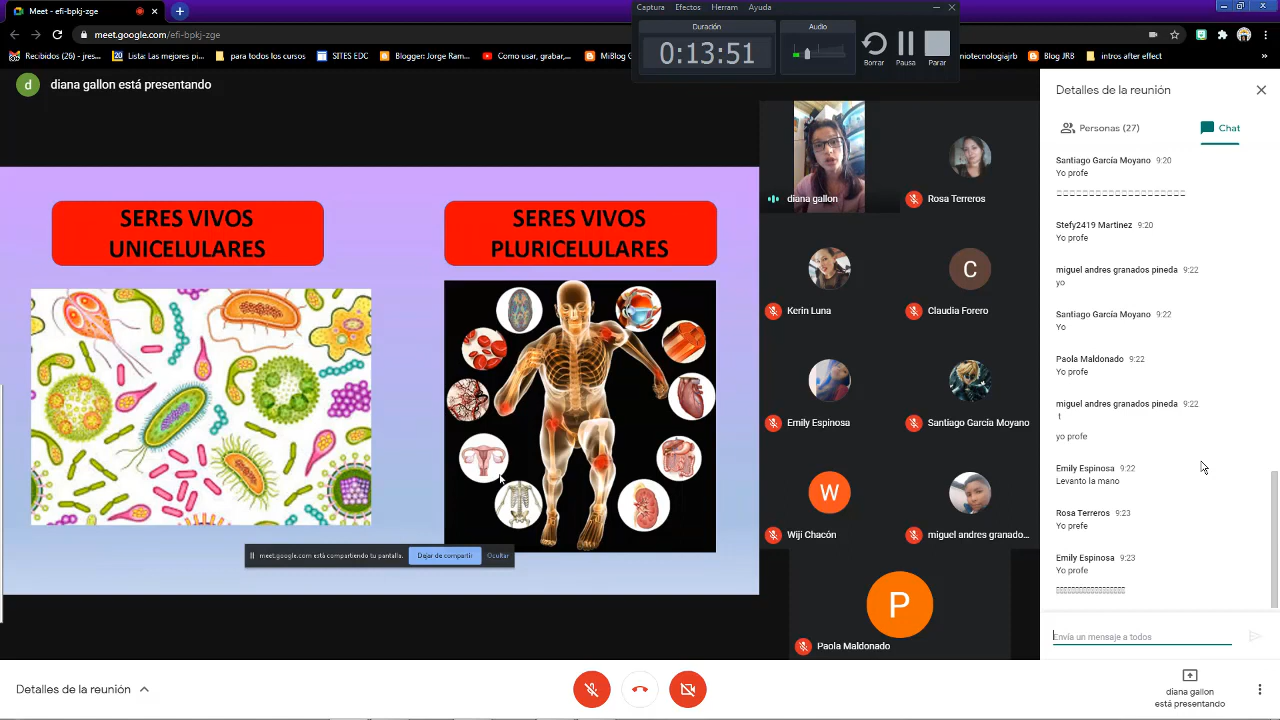 Meet - efi-bpkj-zge
Captura Efectos Herram Ayuda
Duración
0:13:51
Audio
Borrar Pausa Parar
meet.google.com/efi-bpkj-zge
Recibidos (26) - jres...
Lista: Las mejores pi...
para todos los cursos
SITES EDC
Blogger: Jorge Ram...
Cómo usar, grabar,...
MiBlog G
niotecnologiajrb
Blog JRB
intros after effect
d diana gallon está presentando
SERES VIVOS
UNICELULARES
SERES VIVOS
PLURICELULARES
meet.google.com está compartiendo tu pantalla.
Dejar de compartir
Ocultar
diana gallon
Rosa Terreros
Kerin Luna
C
Claudia Forero
Emily Espinosa
Santiago García Moyano
W
Wiji Chacón
miguel andres granado...
P
Paola Maldonado
Detalles de la reunión
Personas (27)
Chat
Santiago García Moyano 9:20
Yo profe
Stefy2419 Martinez 9:20
Yo profe
miguel andres granados pineda 9:22
yo
Santiago García Moyano 9:22
Yo
Paola Maldonado 9:22
Yo profe
miguel andres granados pineda 9:22
t
yo profe
Emily Espinosa 9:22
Levanto la mano
Rosa Terreros 9:23
Yo prefe
Emily Espinosa 9:23
Yo profe
Envía un mensaje a todos
Detalles de la reunión
diana gallon
está presentando